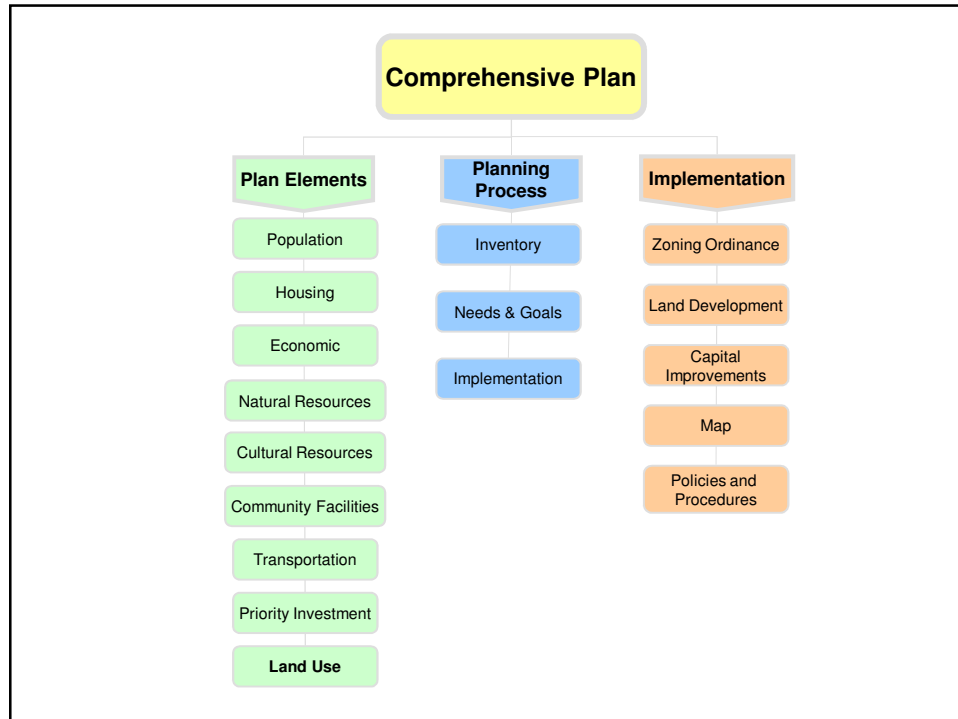 Comprehensive Plan
Plan Elements
Population
Housing
Economic
Natural Resources
Cultural Resources
Community Facilities
Transportation
Priority Investment
Land Use
Planning
Process
Inventory
Needs & Goals
Implementation
Implementation
Zoning Ordinance
Land Development
Capital
Improvements
Map
Policies and
Procedures